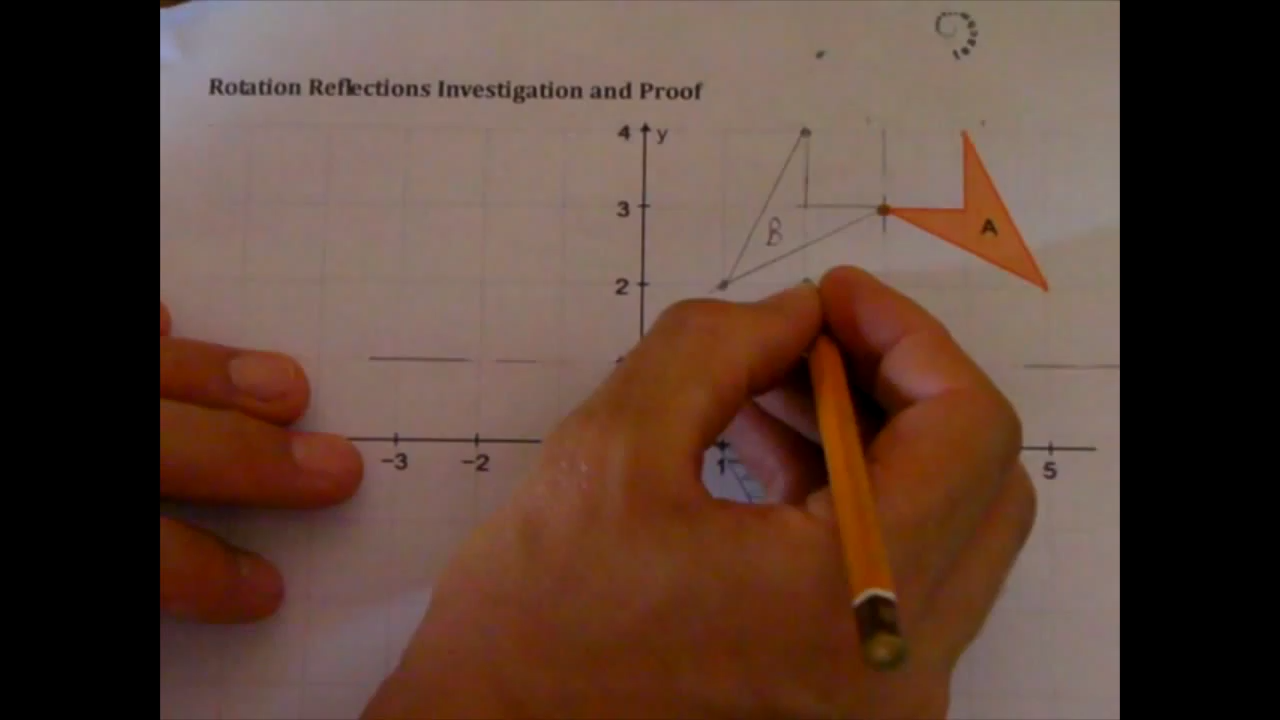 Rotation Reflections Investigation and Proof
4 y
3
B
A
2
−3 −2 1 5